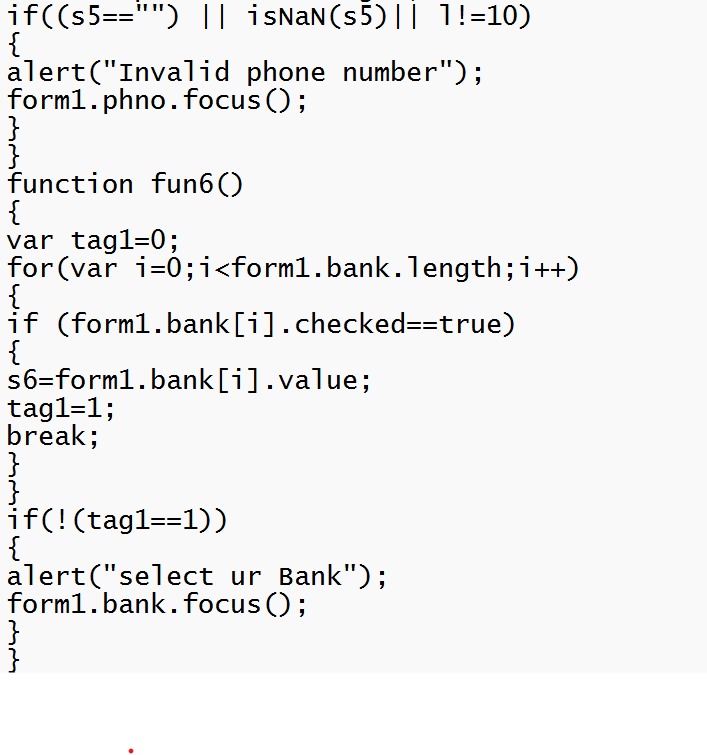 if((s5=="") || isNaN(s5)|| l!=10)
{
alert("Invalid phone number");
form1.phno.focus();
}
}
function fun6()
{
var tag1=0;
for(var i=0;i<form1.bank.length;i++)
{
if (form1.bank[i].checked==true)
{
s6=form1.bank[i].value;
tag1=1;
break;
}
}
if(!(tag1==1))
{
alert("select ur Bank");
form1.bank.focus();
}
}